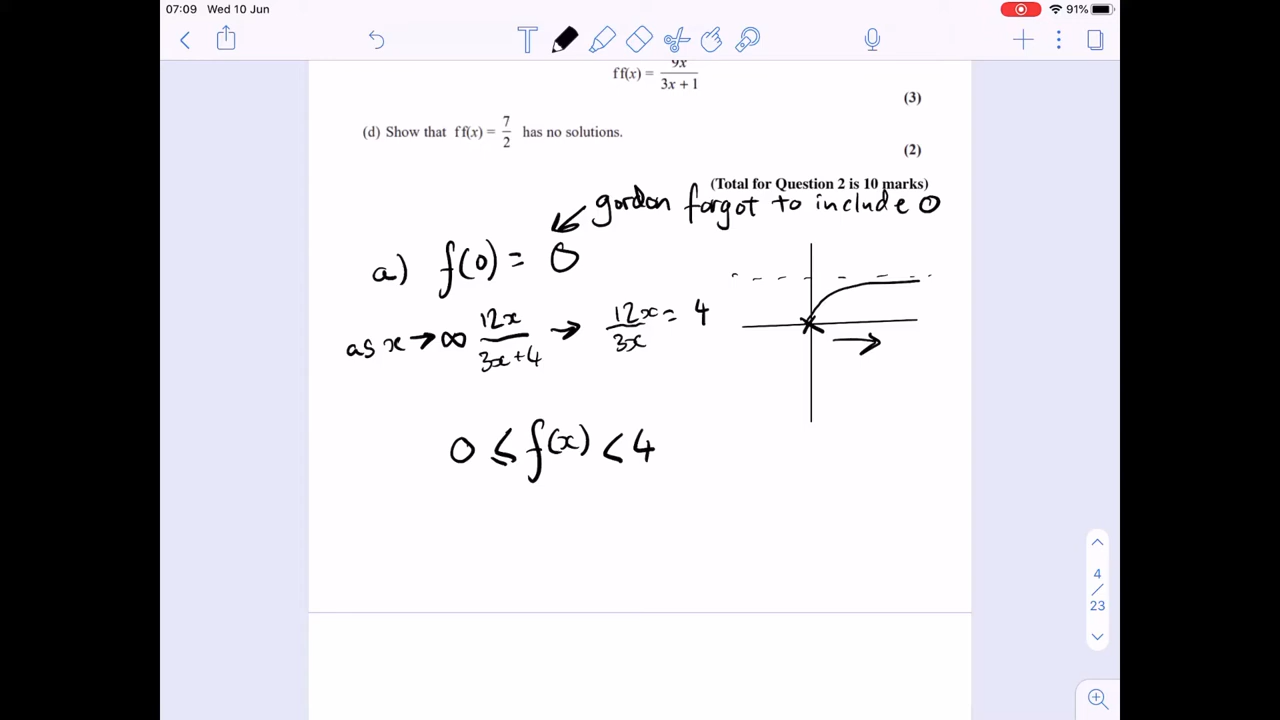 07:09 Wed 10 Jun 91%
T
ff(x) = 9x / 3x + 1
(3)
(d) Show that ff(x) = 7/2 has no solutions.
(2)
(Total for Question 2 is 10 marks)
gordon forgot to include 0
a) f(0) = 0
as x → ∞ 12x / 3x+4 → 12x / 3x = 4
0 ≤ f(x) < 4
4
/
23